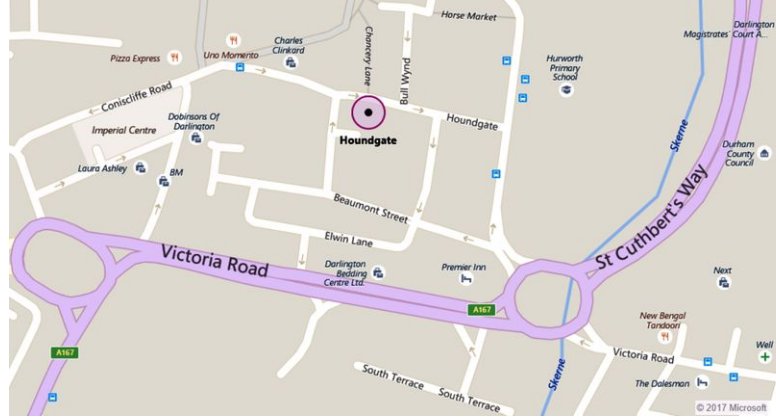 Horse Market
Darlington
Magistrates' Court A...
Charles
Clinkard
Chancery Lane
Uno Momento
Pizza Express
Bull Wynd
Hurworth
Primary
School
Coniscliffe Road
Dobinsons Of
Darlington
Houndgate
Imperial Centre
Houndgate
Skerne
Durham
County
Council
Laura Ashley
BM
St Cuthbert's Way
Beaumont Street
Elwin Lane
Victoria Road
Darlington
Bedding
Centre Ltd.
Premier Inn
Next
A167
New Bengal
Tandoori
A167
Victoria Road
Well
South Terrace
Skerne
The Dalesman
South Terrace
© 2017 Microsoft